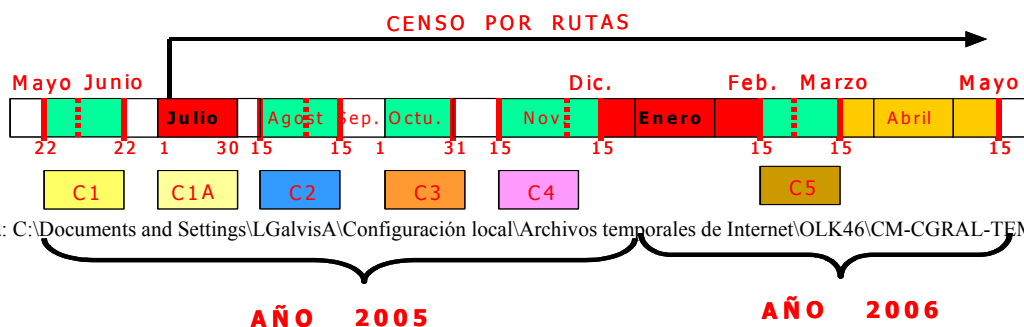 CENSO POR RUTAS
Mayo Junio Dic. Feb. Marzo Mayo
Julio Agost Sep. Octu. Nov. Enero Abril
22 22 1 30 15 15 1 31 15 15 15 15 15
C1 C1A C2 C3 C4 C5
: C:\Documents and Settings\LGalvisA\Configuración local\Archivos temporales de Internet\OLK46\CM-CGRAL-TEM
AÑO 2005 AÑO 2006